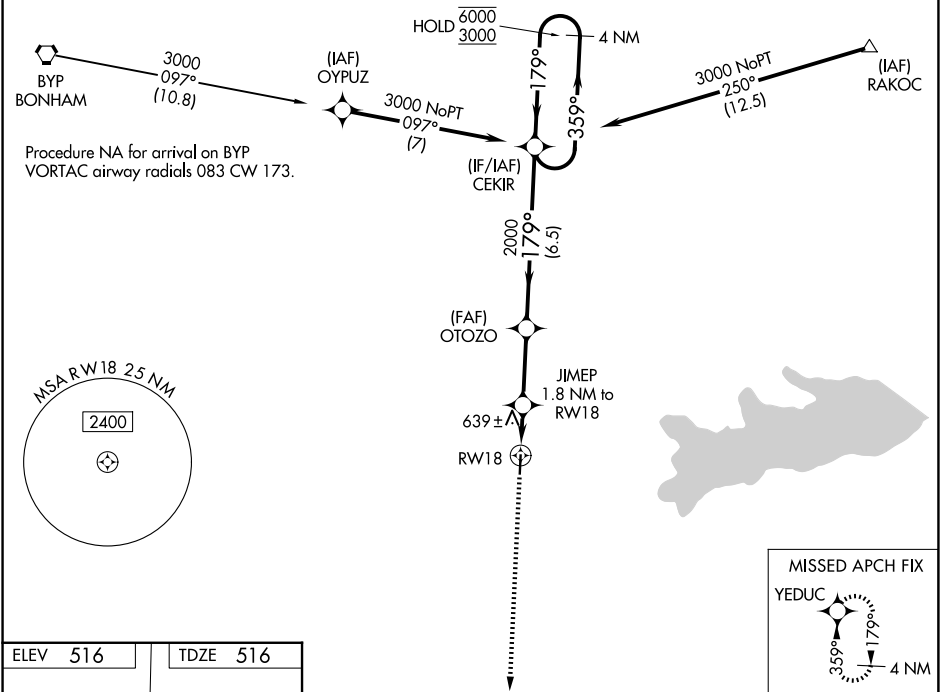 HOLD 6000
3000
4 NM
179°
359°
BYP
BONHAM
3000
097°
(10.8)
(IAF)
OYPUZ
3000 NoPT
097°
(7)
3000 NoPT
250°
(12.5)
(IAF)
RAKOC
Procedure NA for arrival on BYP
VORTAC airway radials 083 CW 173.
(IF/IAF)
CEKIR
2000
179°
(6.5)
(FAF)
OTOZO
JIMEP
1.8 NM to
RW18
639±
RW18
MSA RW18 25 NM
2400
MISSED APCH FIX
YEDUC
359°
179°
4 NM
ELEV 516
TDZE 516